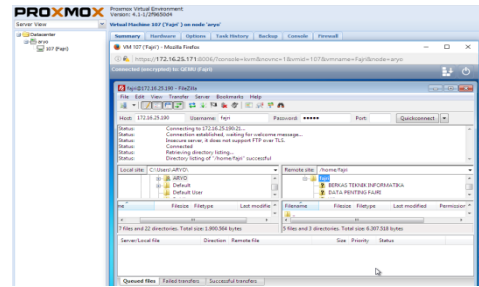 PROXMOX Proxmox Virtual Environment
Version: 4.1-1/2f9650d4
Server View
Virtual Machine 107 ('Fajri') on node 'aryo'
Datacenter
aryo
107 (Fajri)
Summary Hardware Options Task History Backup Console Firewall
VM 107 ('Fajri') - Mozilla Firefox
https://172.16.25.171:8006/?console=kvm&novnc=1&vmid=107&vmname=Fajri&node=aryo
Connected (encrypted) to: QEMU (Fajri)
fajri@172.16.25.190 - FileZilla
File Edit View Transfer Server Bookmarks Help
Host: 172.16.25.190 Username: fajri Password: ●●●●● Port: Quickconnect
Status: Connecting to 172.16.25.190:21...
Status: Connection established, waiting for welcome message...
Status: Insecure server, it does not support FTP over TLS.
Status: Connected
Status: Retrieving directory listing...
Status: Directory listing of "/home/fajri" successful
Local site: C:\Users\ARYO\
ARYO
Default
Default User
Remote site: /home/fajri
fajri
BERKAS TEKNIK INFORMATIKA
DATA PENTING FAJRI
Filesize Filetype Last modifie
Filename Filesize Filetype Last modified Permission
7 files and 22 directories. Total size: 1.800.564 bytes
5 files and 3 directories. Total size: 6.307.518 bytes
Server/Local file Direction Remote file Size Priority Status
Queued files Failed transfers Successful transfers